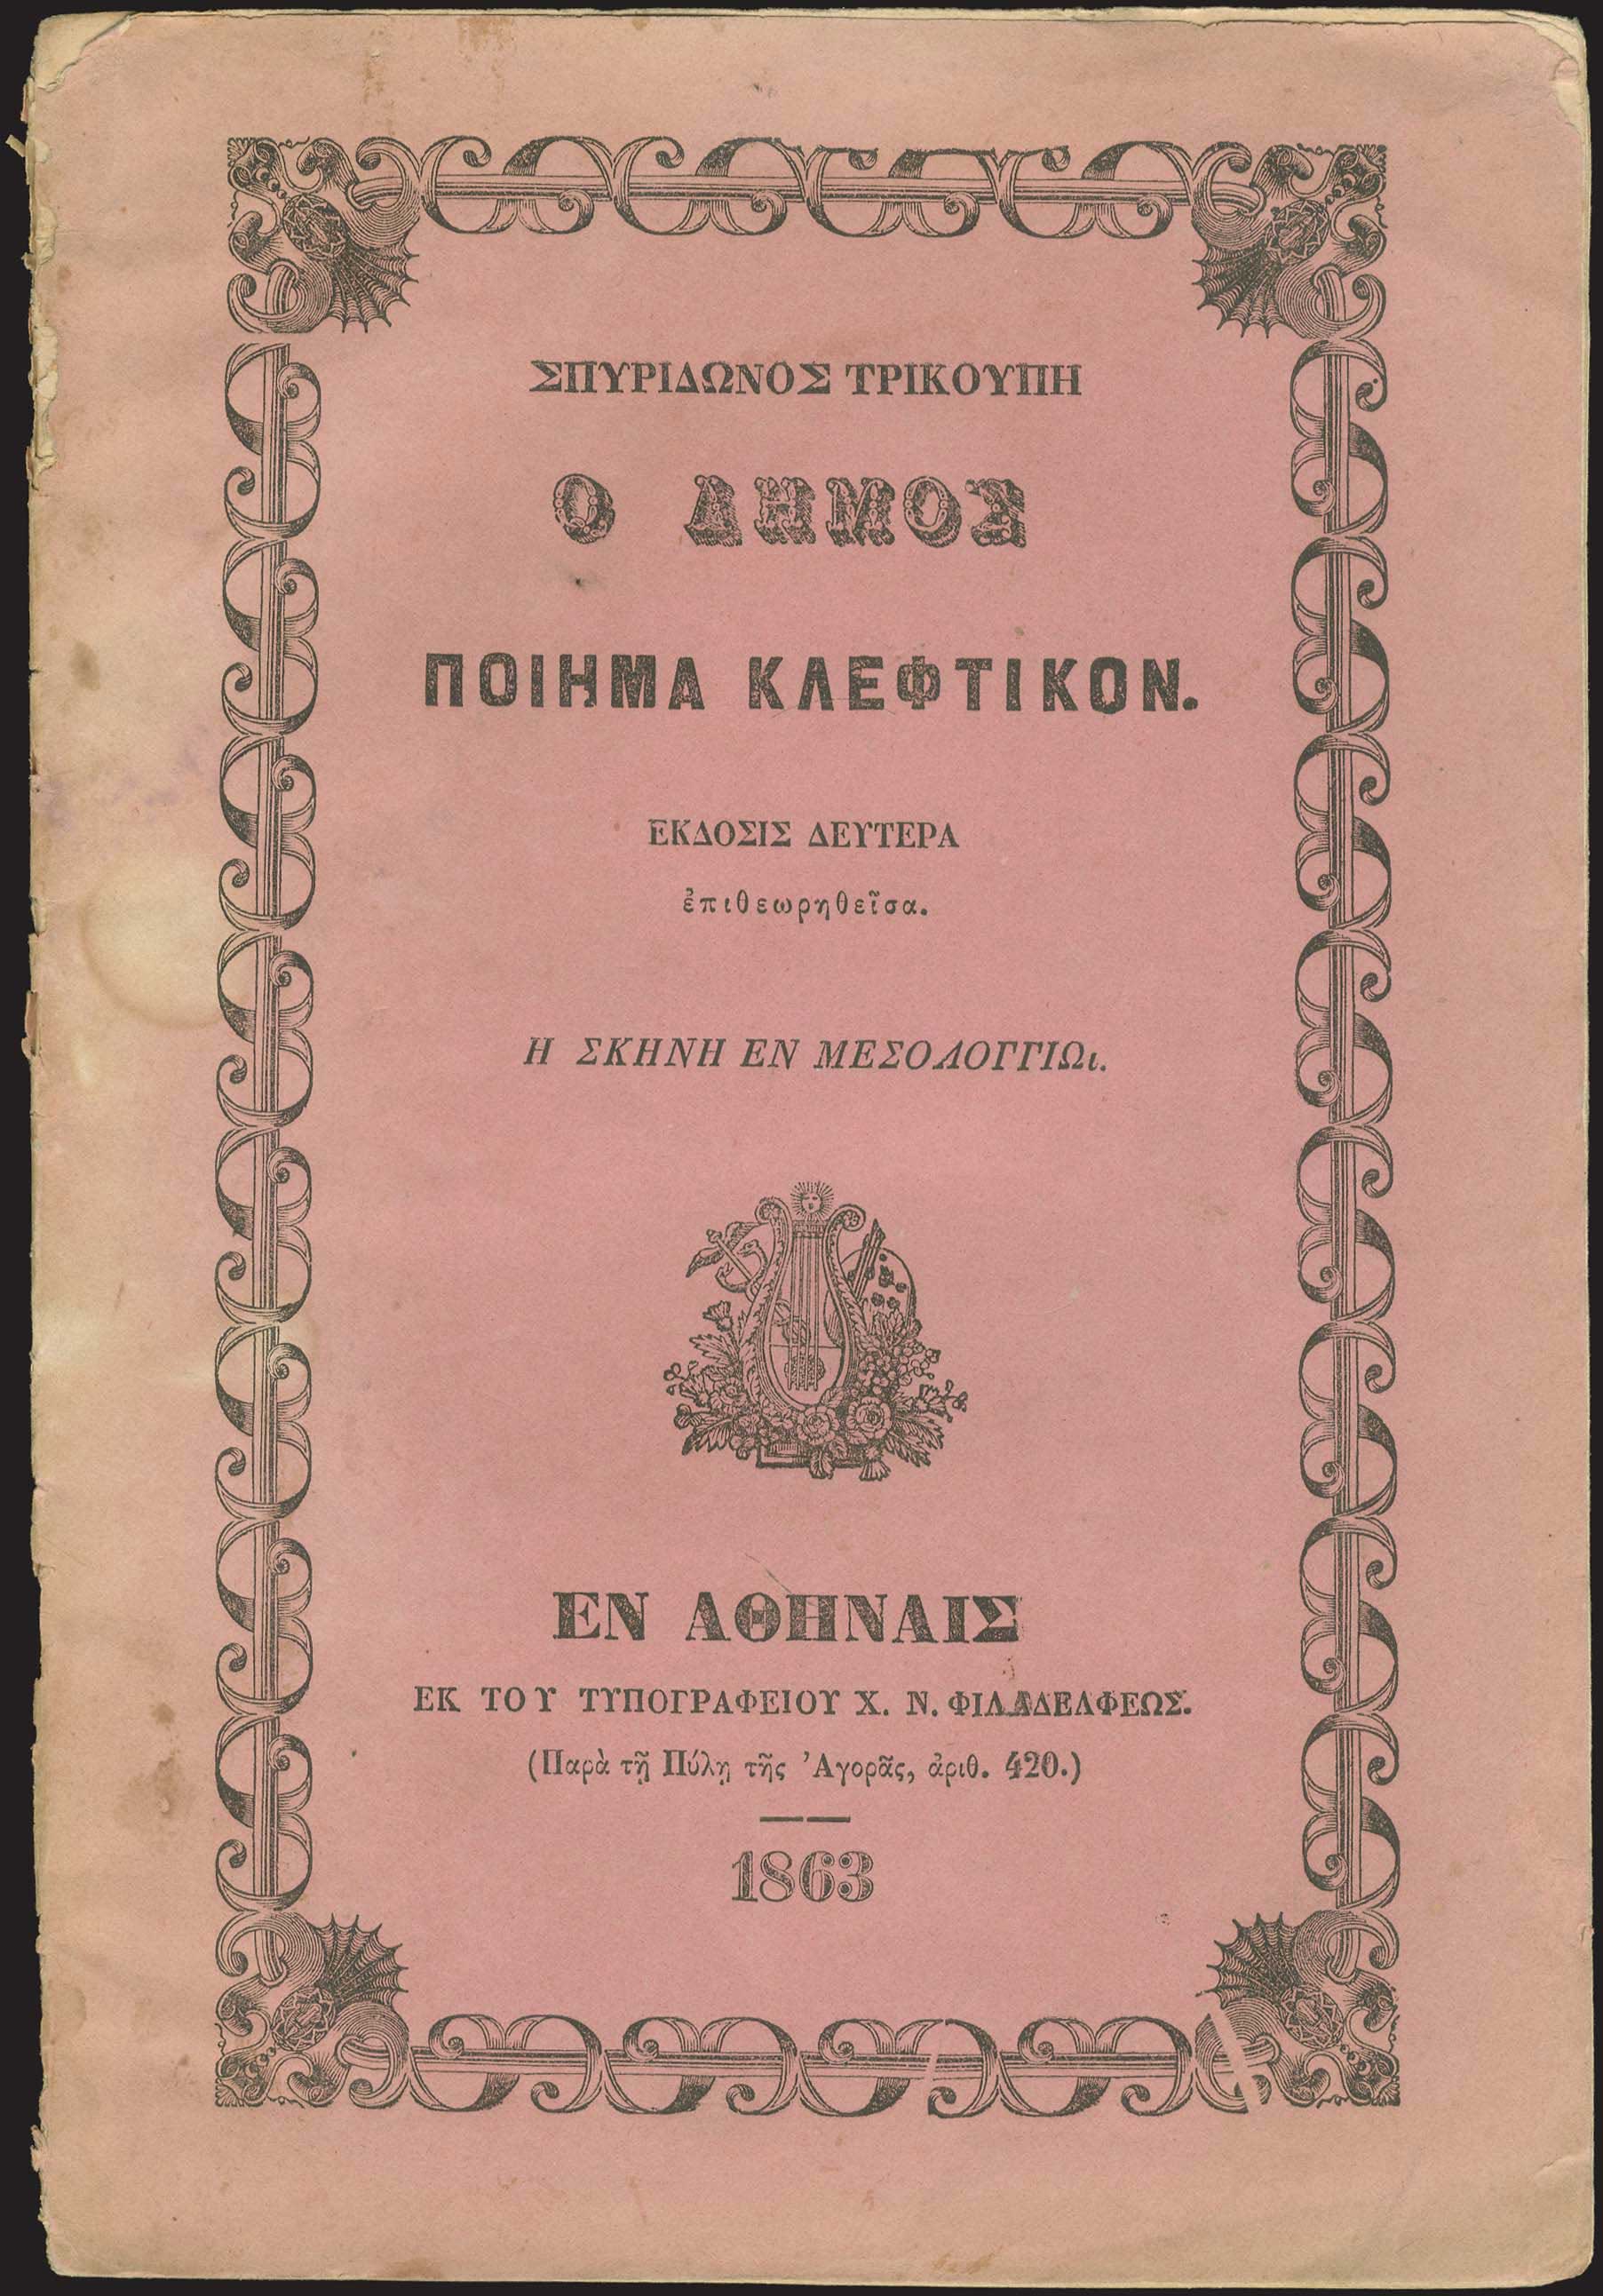 ΣΠΥΡΙΔΩΝΟΣ ΤΡΙΚΟΥΠΗ
Ο ΔΗΜΟΣ
ΠΟΙΗΜΑ ΚΛΕΦΤΙΚΟΝ.
ΕΚΔΟΣΙΣ ΔΕΥΤΕΡΑ
ἐπιθεωρηθεῖσα.
Η ΣΚΗΝΗ ΕΝ ΜΕΣΟΛΟΓΓΙΩι.
ΕΝ ΑΘΗΝΑΙΣ
ΕΚ ΤΟΥ ΤΥΠΟΓΡΑΦΕΙΟΥ Χ. Ν. ΦΙΛΑΔΕΛΦΕΩΣ.
(Παρὰ τῇ Πύλῃ τῆς Ἀγορᾶς, ἀριθ. 420.)
1863